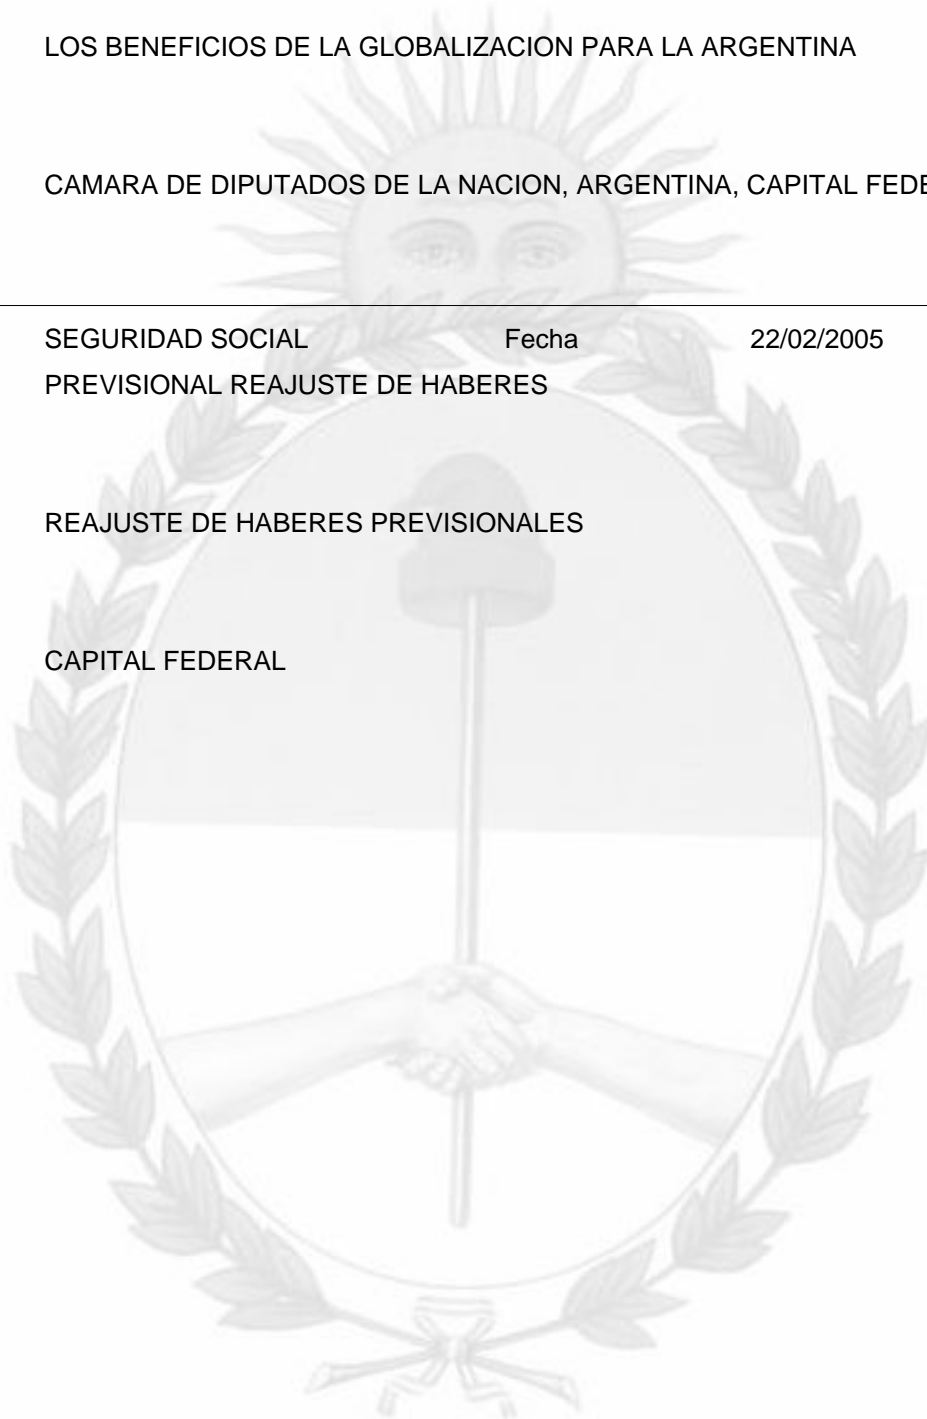 LOS BENEFICIOS DE LA GLOBALIZACION PARA LA ARGENTINA
CAMARA DE DIPUTADOS DE LA NACION, ARGENTINA, CAPITAL FEDE
SEGURIDAD SOCIAL Fecha 22/02/2005
PREVISIONAL REAJUSTE DE HABERES
REAJUSTE DE HABERES PREVISIONALES
CAPITAL FEDERAL